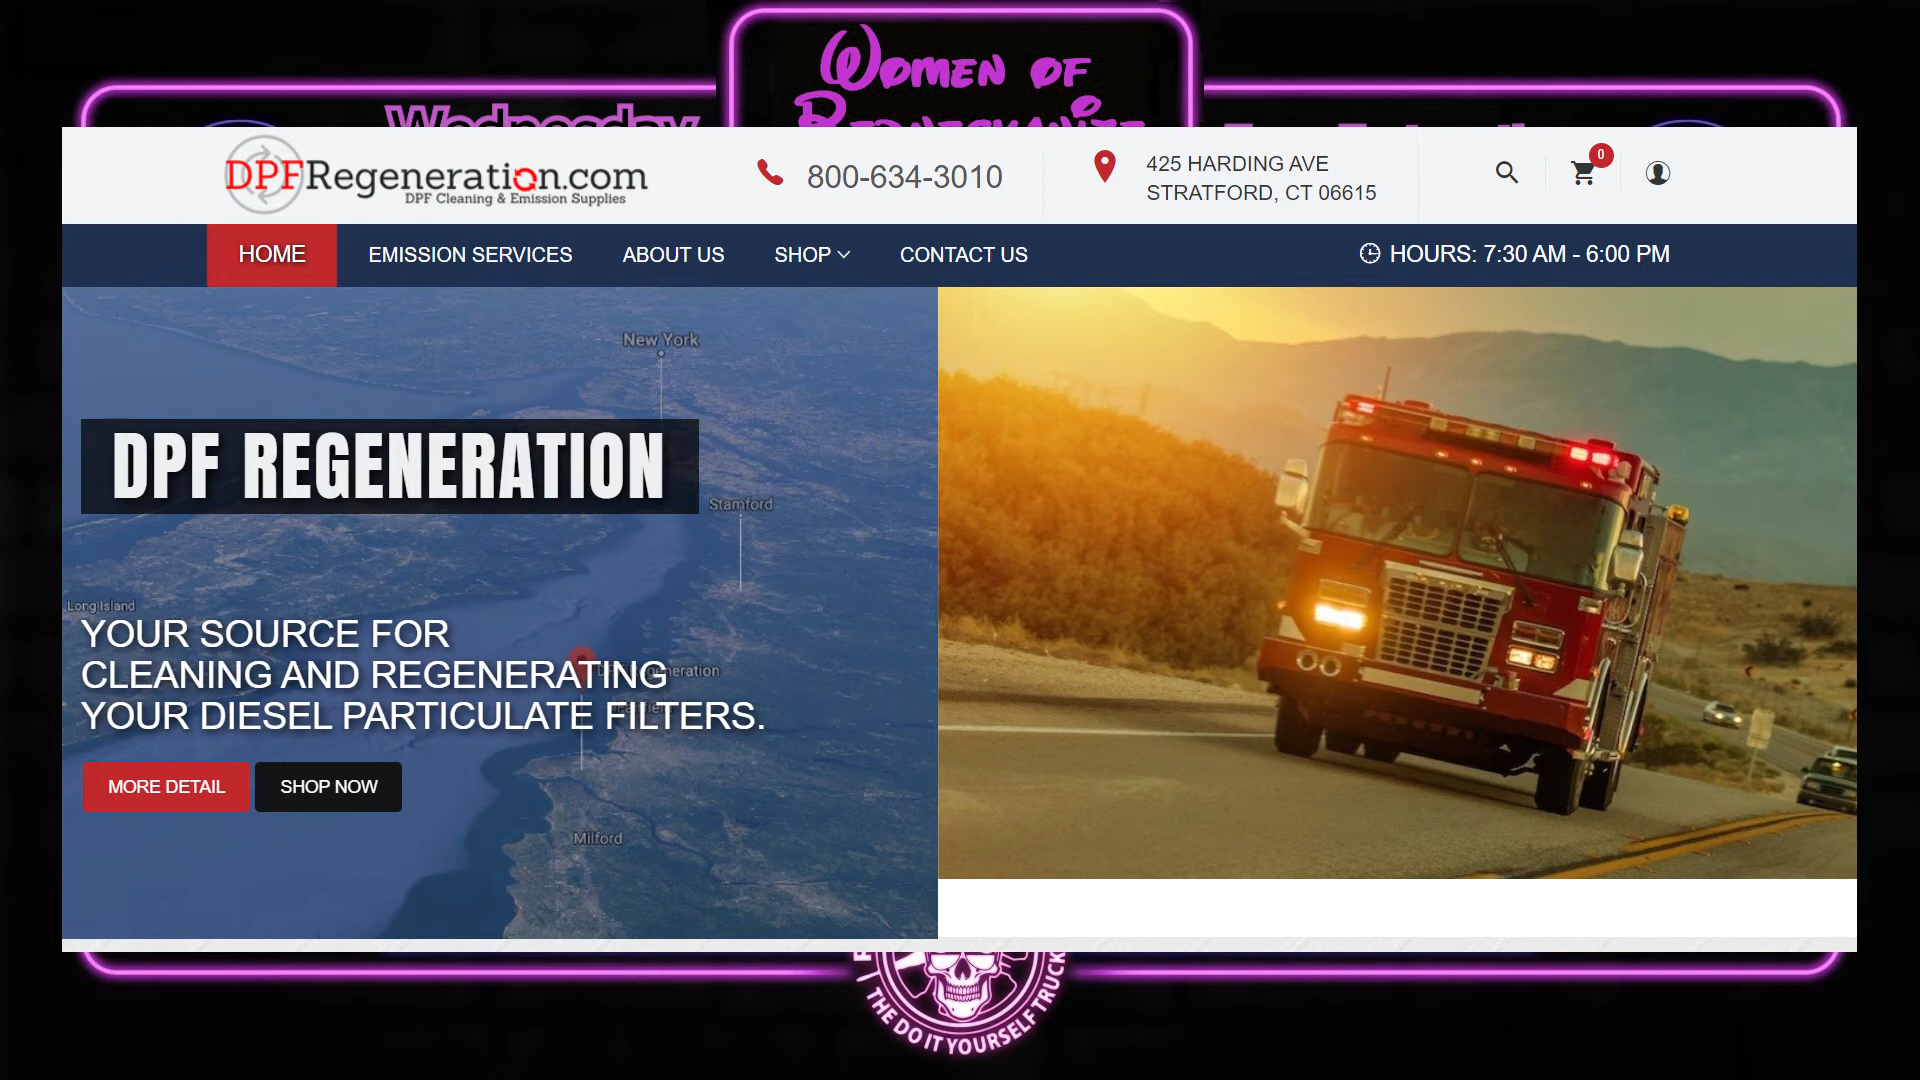 WOMEN OF
Wednesday
DPFRegeneration.com
DPF Cleaning & Emission Supplies
800-634-3010
425 HARDING AVE
STRATFORD, CT 06615
0
HOME
EMISSION SERVICES
ABOUT US
SHOP
CONTACT US
HOURS: 7:30 AM - 6:00 PM
New York
DPF REGENERATION
Stamford
Long Island
YOUR SOURCE FOR
CLEANING AND REGENERATING
YOUR DIESEL PARTICULATE FILTERS.
MORE DETAIL
SHOP NOW
Milford
THE DO IT YOURSELF TRUCK